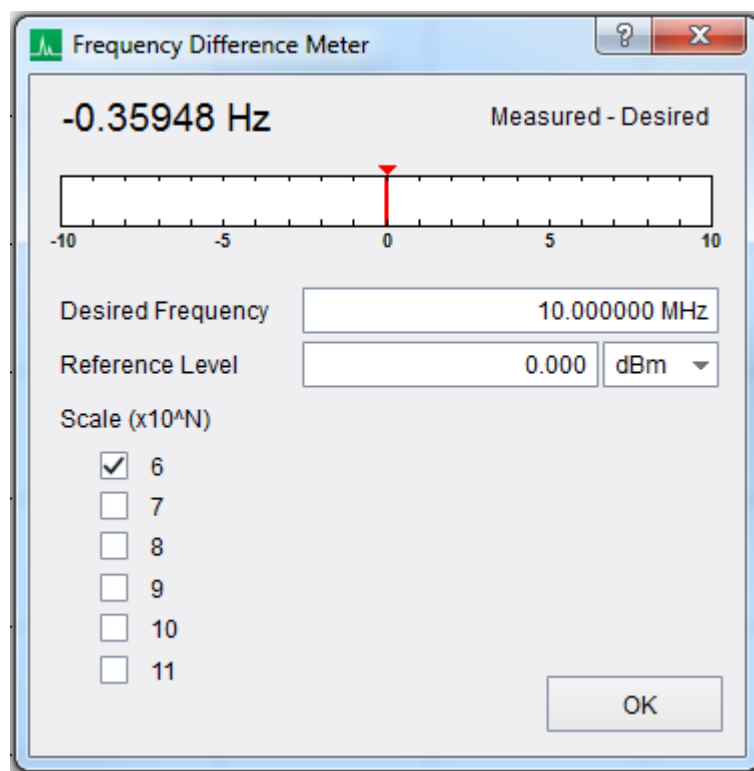 Frequency Difference Meter
-0.35948 Hz Measured - Desired
-10 -5 0 5 10
Desired Frequency 10.000000 MHz
Reference Level 0.000 dBm
Scale (x10^N)
6
7
8
9
10
11
OK